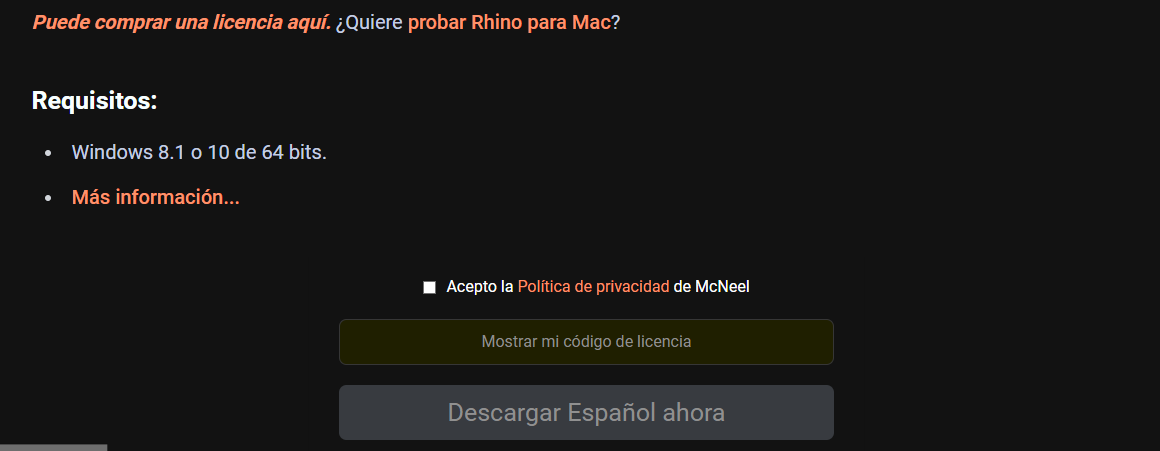 Puede comprar una licencia aquí. ¿Quiere probar Rhino para Mac?
Requisitos:
Windows 8.1 o 10 de 64 bits.
Más información...
Acepto la Política de privacidad de McNeel
Mostrar mi código de licencia
Descargar Español ahora